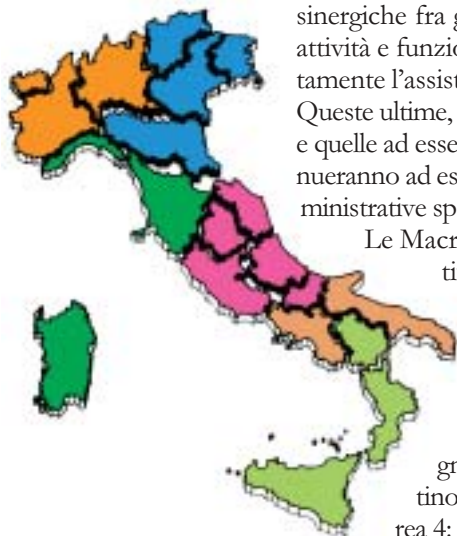 sinergiche fra g
attività e funzio
tamente l’assist
Queste ultime,
e quelle ad esse
nueranno ad es
ministrative sp
Le Macr
ti
gr
tino
rea 4: